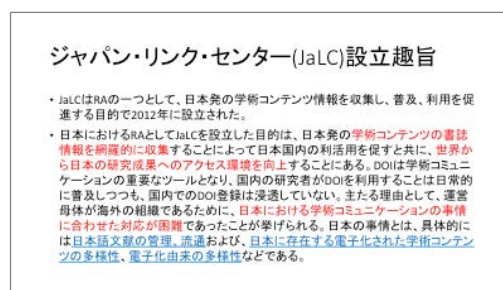 ジャパン・リンク・センター(JaLC)設立趣旨
• JaLCはRAの一つとして、日本発の学術コンテンツ情報を収集し、普及、利用を促
進する目的で2012年に設立された。
• 日本におけるRAとしてJaLCを設立した目的は、日本発の学術コンテンツの書誌
情報を網羅的に収集することによって日本国内の利活用を促すと共に、世界か
ら日本の研究成果へのアクセス環境を向上することにある。DOIは学術コミュニ
ケーションの重要なツールとなり、国内の研究者がDOIを利用することは日常的
に普及しつつも、国内でのDOI登録は浸透していない。主たる理由として、運営
母体が海外の組織であるために、日本における学術コミュニケーションの事情
に合わせた対応が困難であったことが挙げられる。日本の事情とは、具体的に
は日本語文献の管理、流通および、日本に存在する電子化された学術コンテン
ツの多様性、電子化由来の多様性などである。